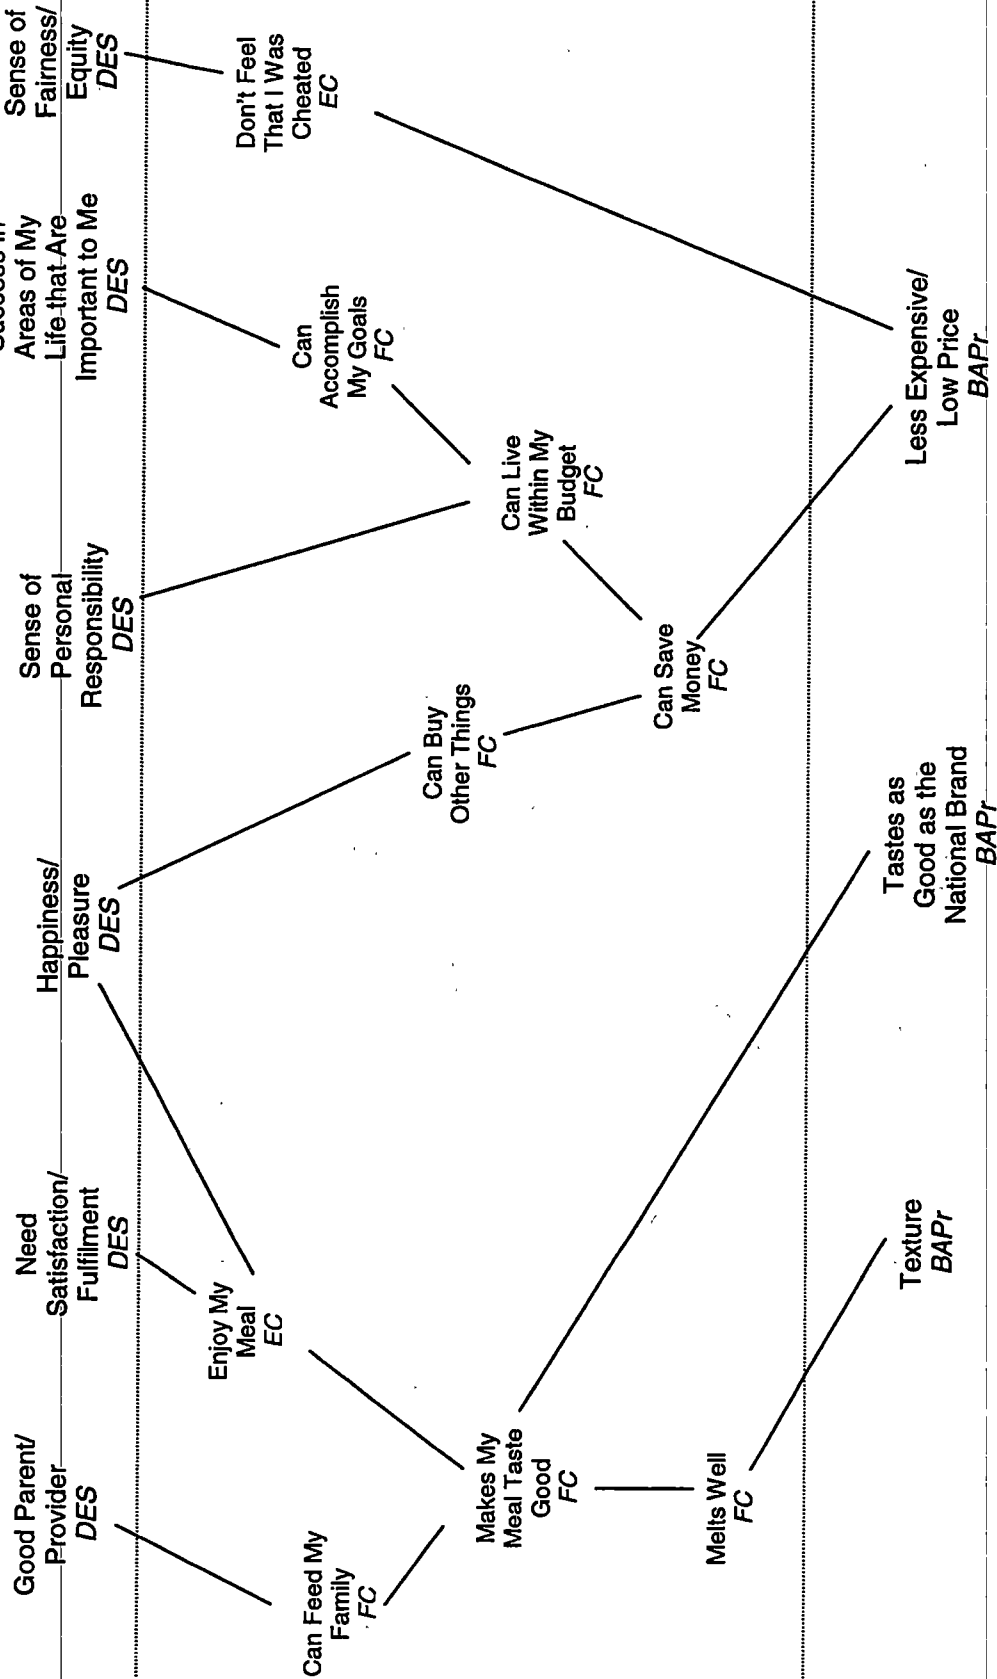 Good Parent/
Provider
DES
Need
Satisfaction/
Fulfilment
DES
Happiness/
Pleasure
DES
Sense of
Personal
Responsibility
DES
Areas of My
Life that Are
Important to Me
DES
Sense of
Fairness/
Equity
DES
Can Feed My
Family
FC
Enjoy My
Meal
EC
Can Buy
Other Things
FC
Can Live
Within My
Budget
FC
Can
Accomplish
My Goals
FC
Don't Feel
That I Was
Cheated
EC
Makes My
Meal Taste
Good
FC
Melts Well
FC
Can Save
Money
FC
Texture
BAPr
Tastes as
Good as the
National Brand
BAPr
Less Expensive/
Low Price
BAPr